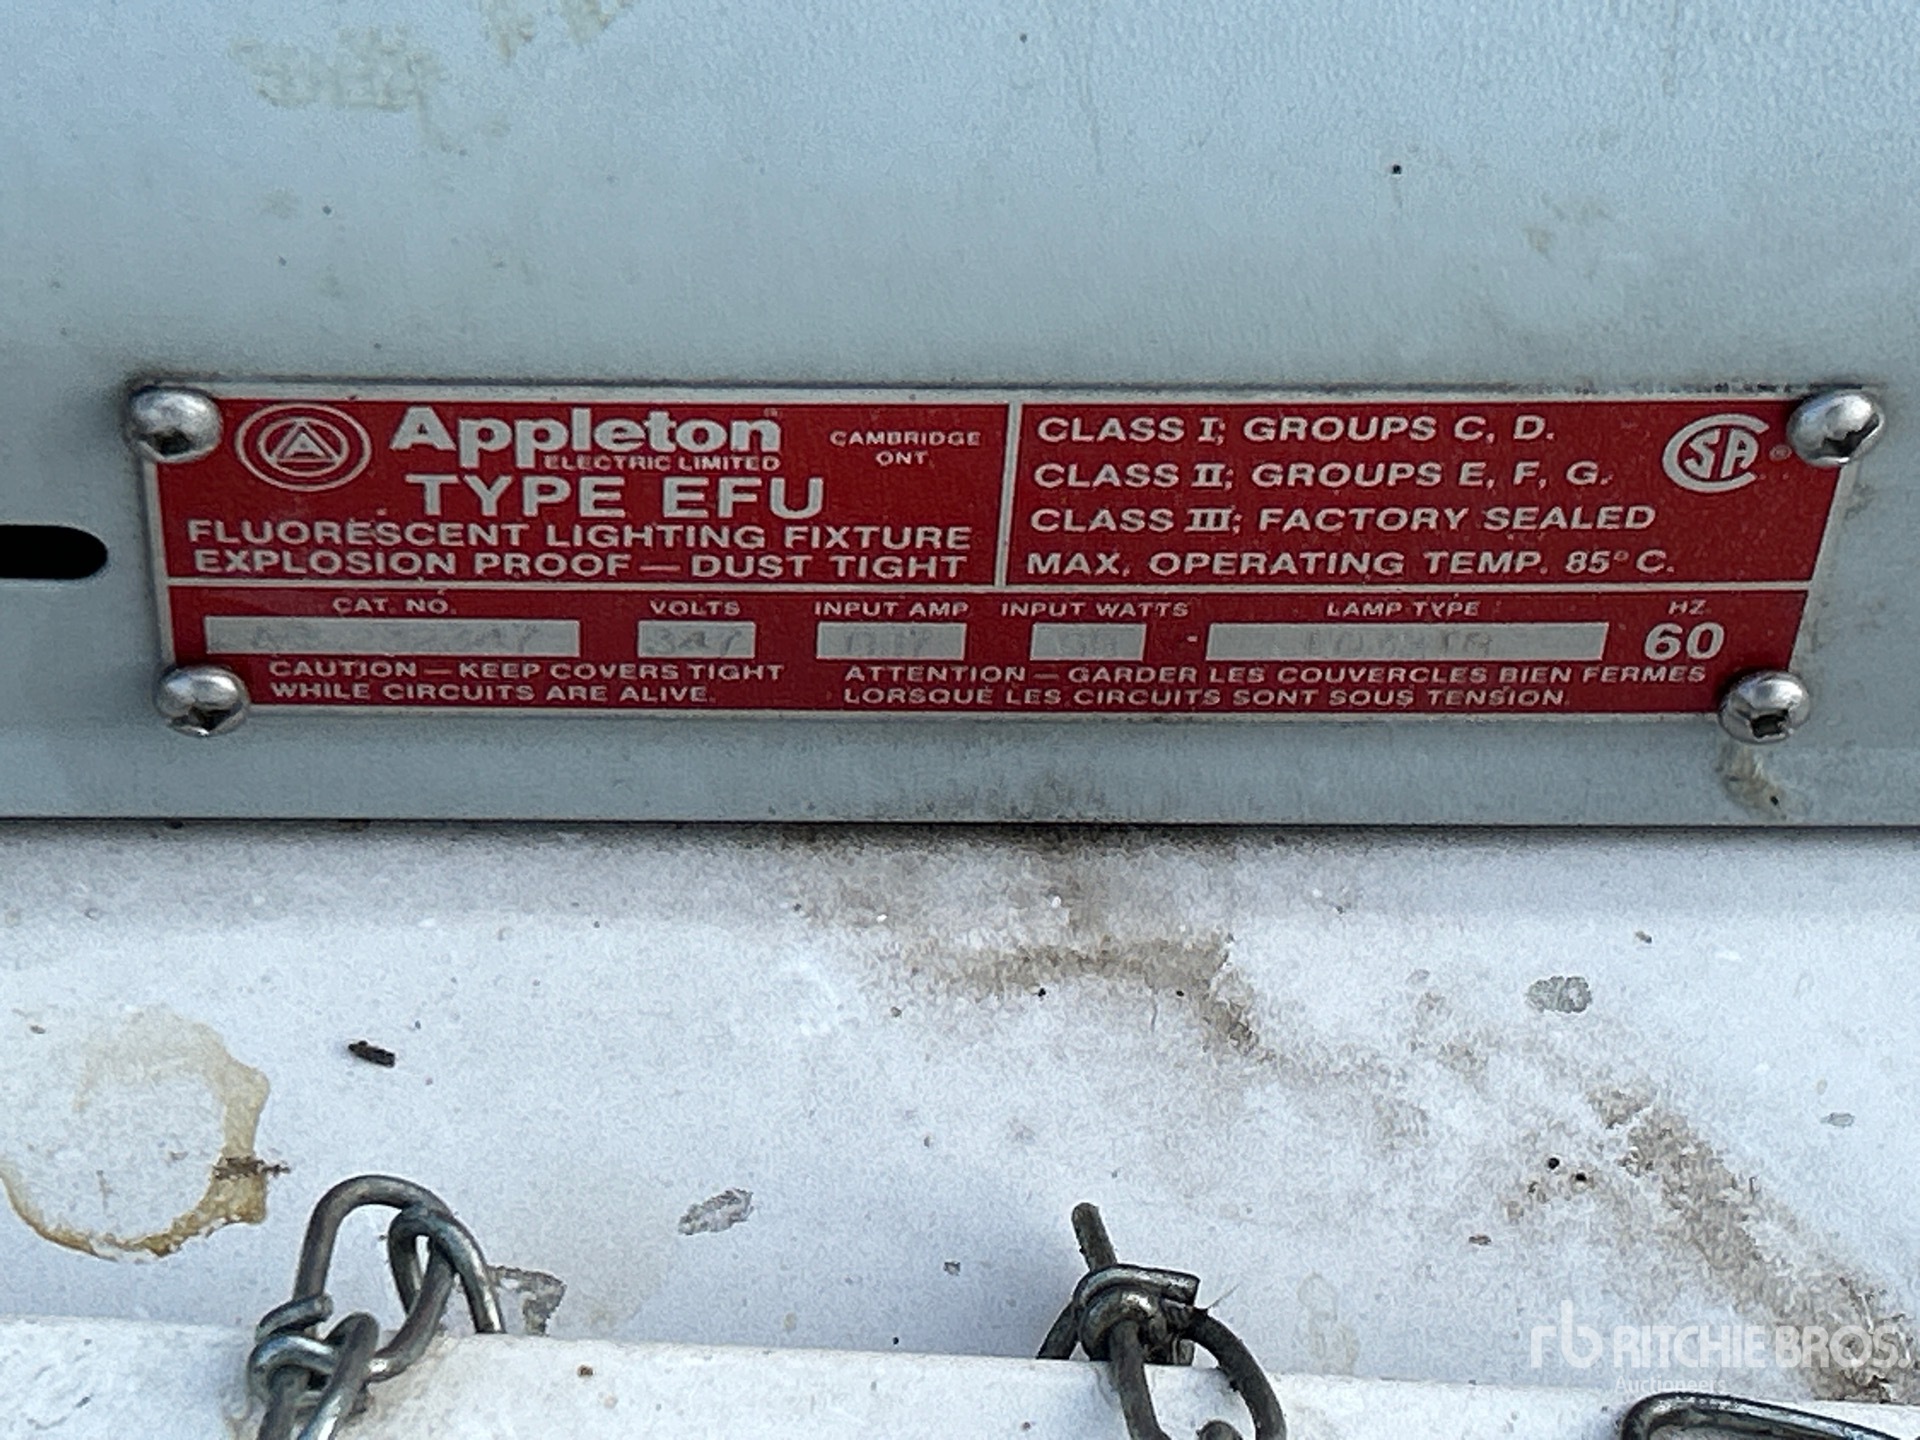 Appleton
ELECTRIC LIMITED
CAMBRIDGE
ONT.
TYPE EFU
FLUORESCENT LIGHTING FIXTURE
EXPLOSION PROOF — DUST TIGHT
CLASS I; GROUPS C, D.
CLASS II; GROUPS E, F, G.
CLASS III; FACTORY SEALED
MAX. OPERATING TEMP. 85° C.
CSA ®
CAT. NO. VOLTS INPUT AMP INPUT WATTS LAMP TYPE HZ
347 60
CAUTION — KEEP COVERS TIGHT
WHILE CIRCUITS ARE ALIVE.
ATTENTION — GARDER LES COUVERCLES BIEN FERMES
LORSQUE LES CIRCUITS SONT SOUS TENSION.
rb RITCHIE BROS.
Auctioneers